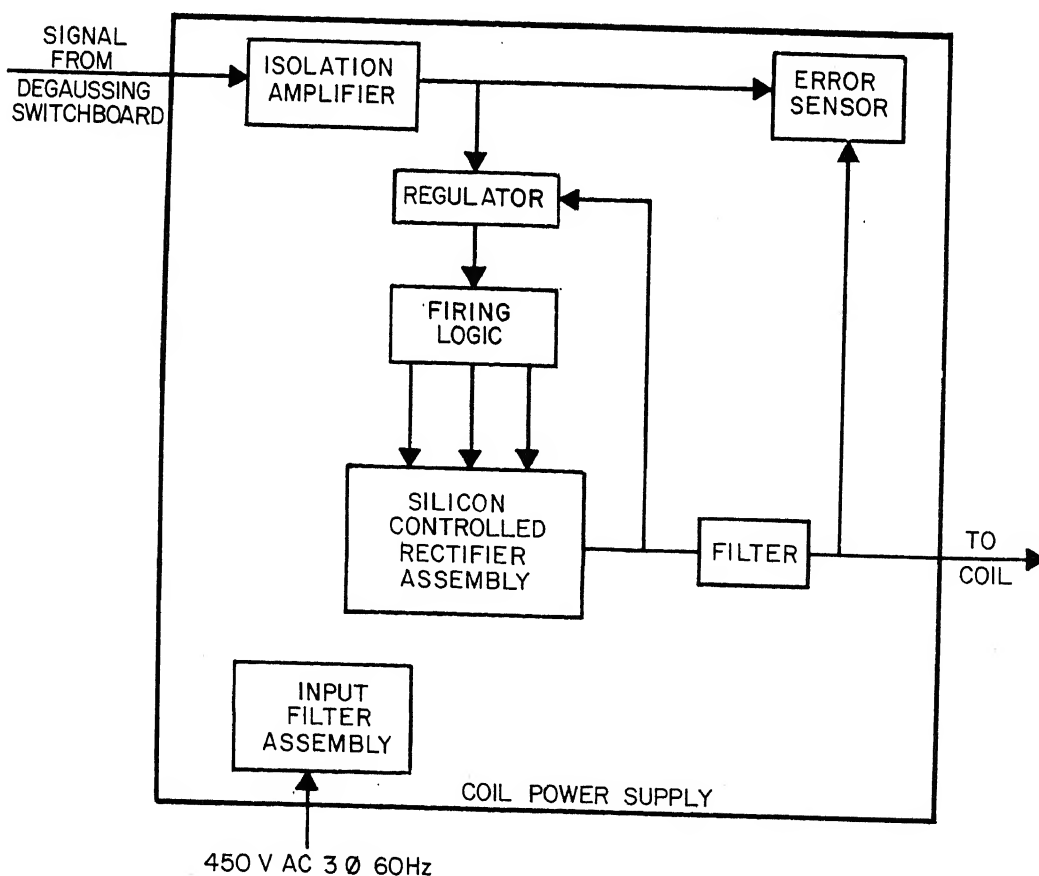 SIGNAL
FROM
DEGAUSSING
SWITCHBOARD
ISOLATION
AMPLIFIER
ERROR
SENSOR
REGULATOR
FIRING
LOGIC
SILICON
CONTROLLED
RECTIFIER
ASSEMBLY
FILTER
TO
COIL
INPUT
FILTER
ASSEMBLY
COIL POWER SUPPLY
450 V AC 3 Ø 60Hz